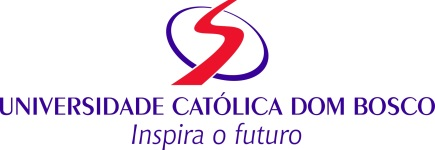 UNIVERSIDADE CATÓLICA DOM BOSCO
Inspira o futuro